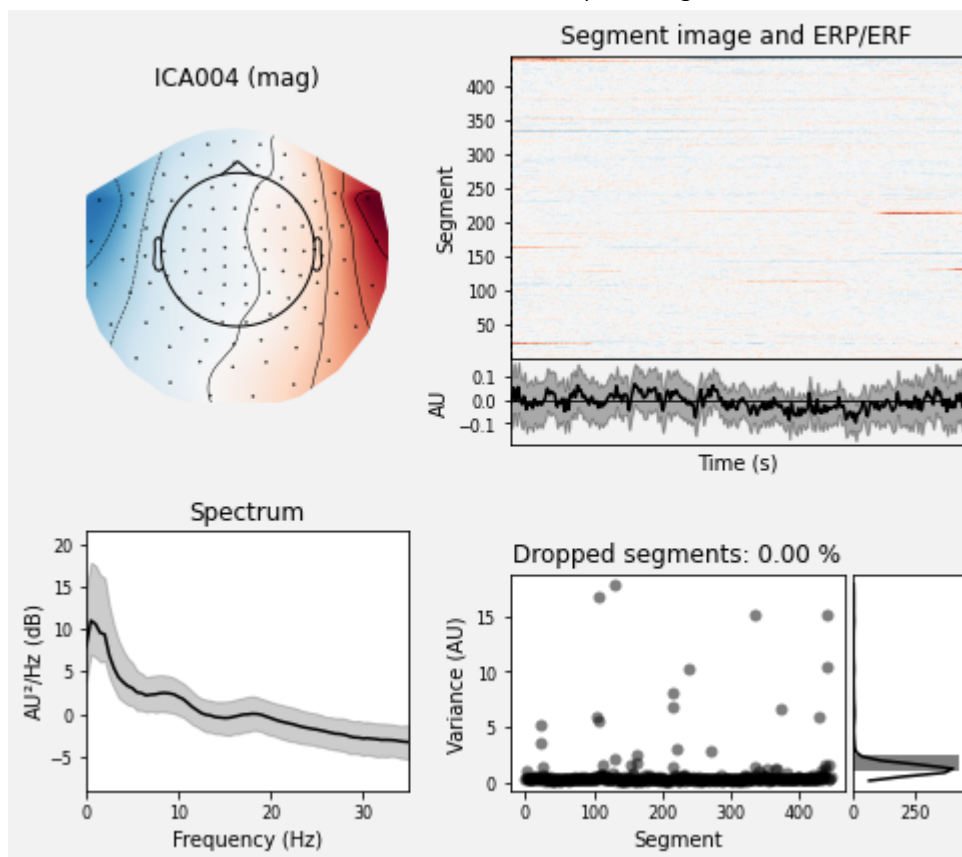 ICA004 (mag)
Segment image and ERP/ERF
Segment
400
350
300
250
200
150
100
50
AU
0.1
0.0
−0.1
Time (s)
Spectrum
AU²/Hz (dB)
20
15
10
5
0
−5
0 10 20 30
Frequency (Hz)
Dropped segments: 0.00 %
Variance (AU)
15
10
5
0
0 100 200 300 400
Segment
250